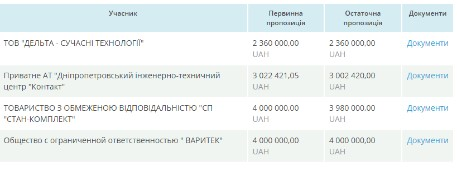 Учасник Первинна пропозиція Остаточна пропозиція Документи
ТОВ "ДЕЛЬТА - СУЧАСНІ ТЕХНОЛОГІЇ" 2 360 000,00 2 360 000,00 Документи
UAH UAH
Приватне АТ "Дніпропетровський інженерно-технічний 3 022 421,05 3 002 420,00 Документи
центр "Контакт" UAH UAH
ТОВАРИСТВО З ОБМЕЖЕНОЮ ВІДПОВІДАЛЬНІСТЮ "СП 4 000 000,00 3 980 000,00 Документи
"СТАН-КОМПЛЕКТ" UAH UAH
Общество с ограниченной ответственностью " ВАРИТЕК" 4 000 000,00 4 000 000,00 Документи
UAH UAH